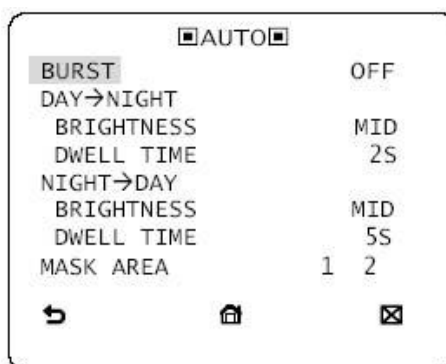 ▣AUTO▣
BURST OFF
DAY→NIGHT
BRIGHTNESS MID
DWELL TIME 2S
NIGHT→DAY
BRIGHTNESS MID
DWELL TIME 5S
MASK AREA 1 2